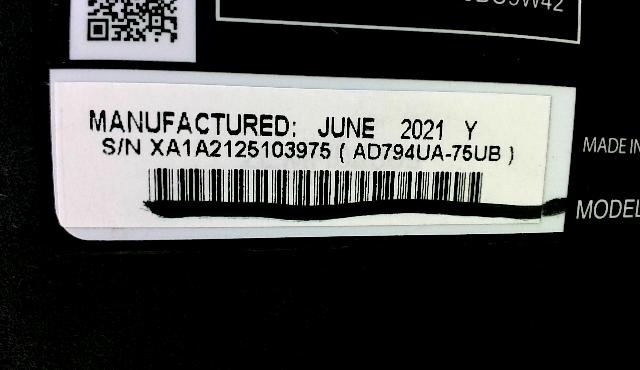 MANUFACTURED: JUNE 2021 Y
S/N XA1A2125103975 ( AD794UA-75UB )
MADE IN
MODEL